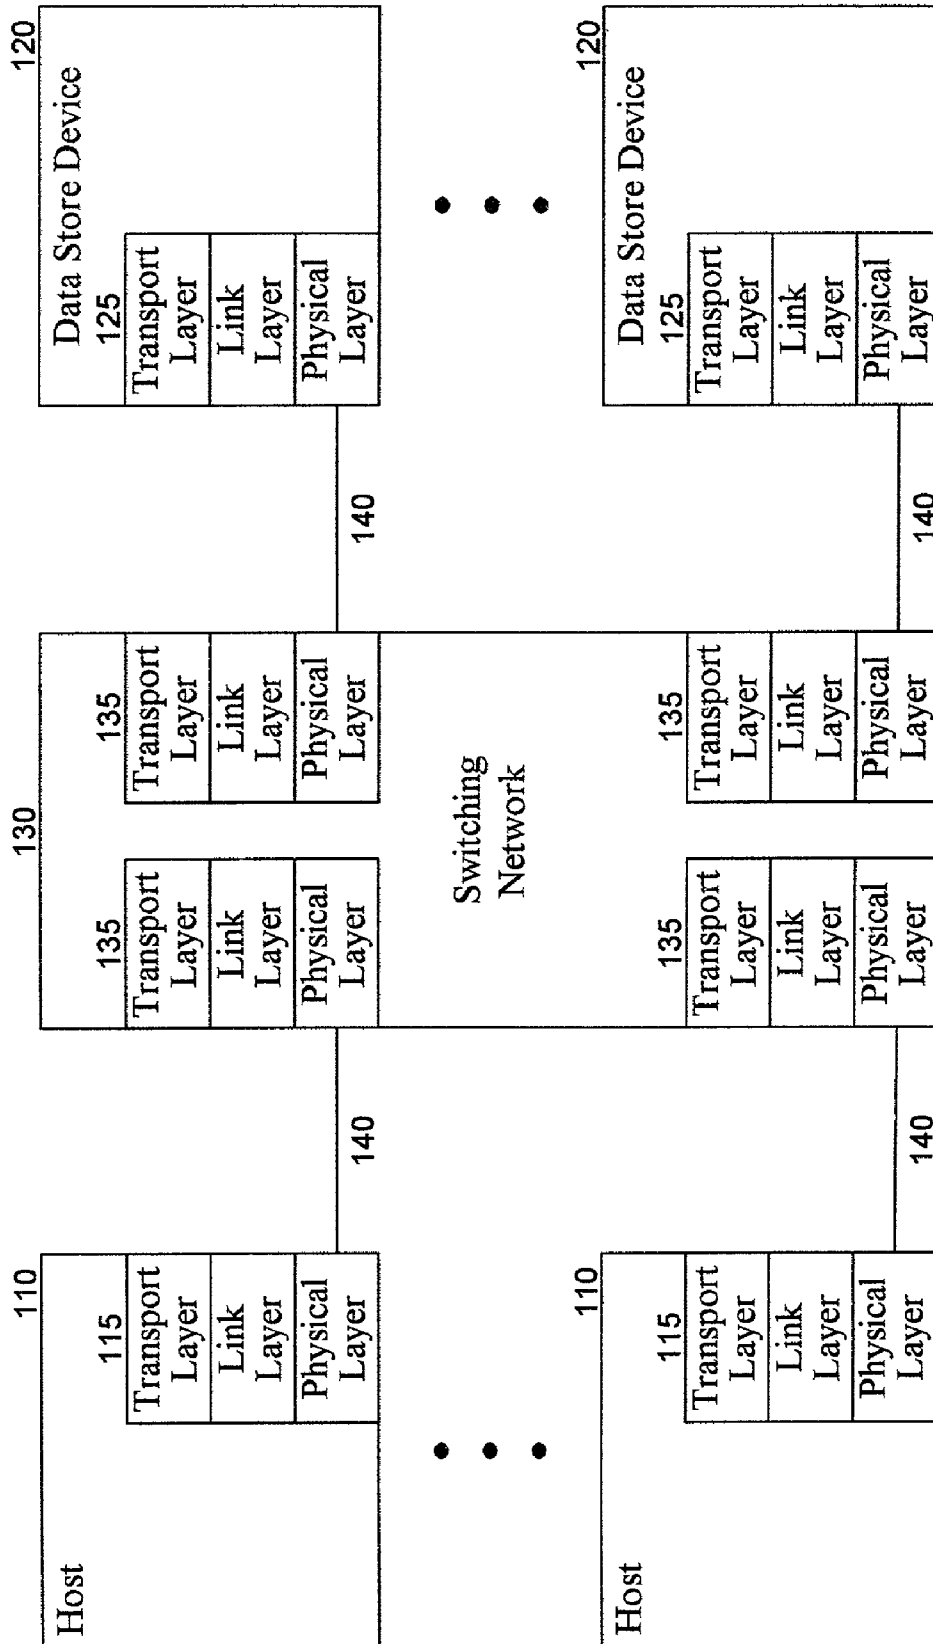 110
Host
115
Transport
Layer
Link
Layer
Physical
Layer
140
130
135
Transport
Layer
Link
Layer
Physical
Layer
135
Transport
Layer
Link
Layer
Physical
Layer
140
120
Data Store Device
125
Transport
Layer
Link
Layer
Physical
Layer
Switching
Network
110
Host
115
Transport
Layer
Link
Layer
Physical
Layer
140
135
Transport
Layer
Link
Layer
Physical
Layer
135
Transport
Layer
Link
Layer
Physical
Layer
140
120
Data Store Device
125
Transport
Layer
Link
Layer
Physical
Layer